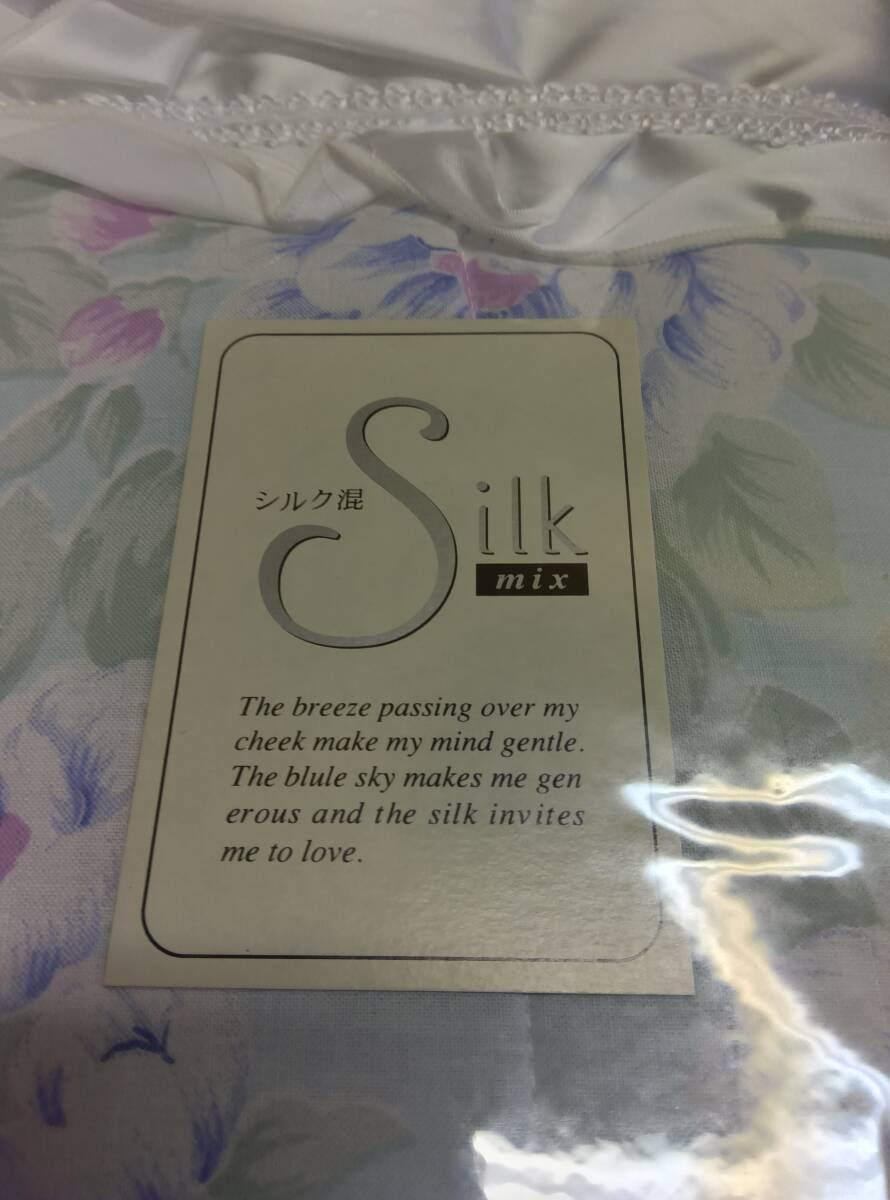 シルク混
Silk
mix
The breeze passing over my
cheek make my mind gentle.
The blule sky makes me gen
erous and the silk invites
me to love.